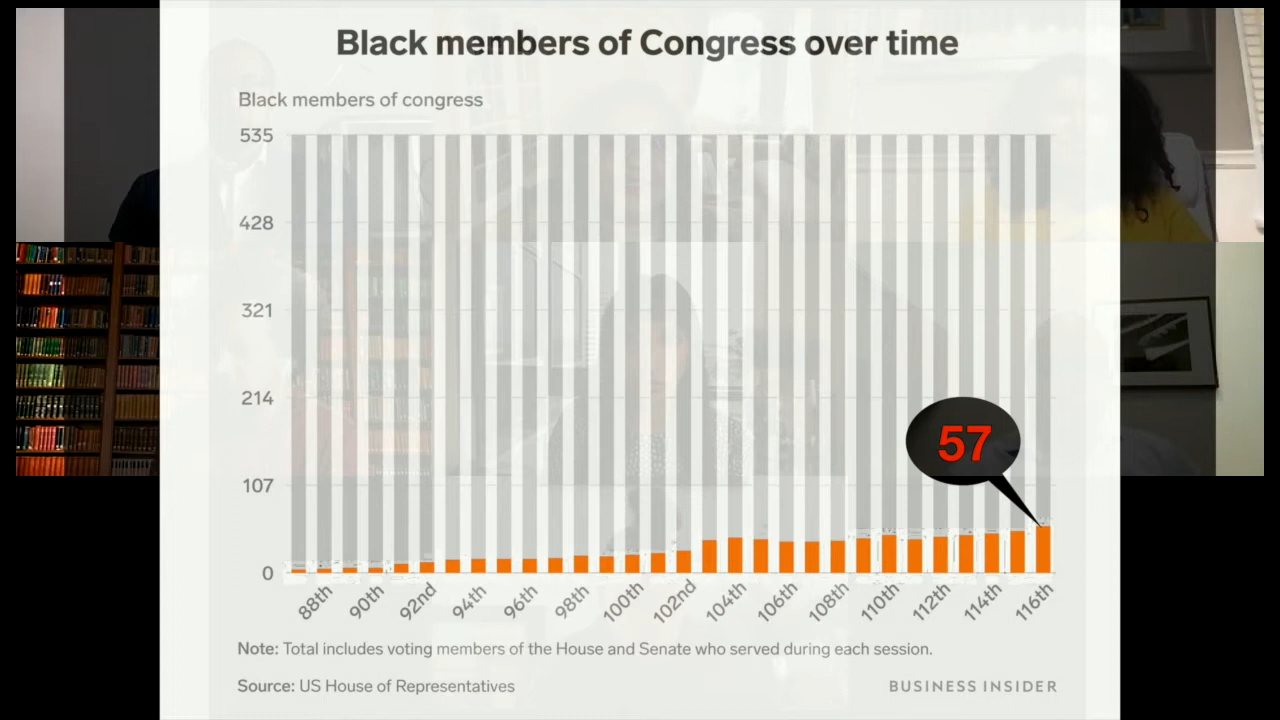 Black members of Congress over time
Black members of congress
535
428
321
214
57
107
0
88th 90th 92nd 94th 96th 98th 100th 102nd 104th 106th 108th 110th 112th 114th 116th
Note: Total includes voting members of the House and Senate who served during each session.
Source: US House of Representatives BUSINESS INSIDER